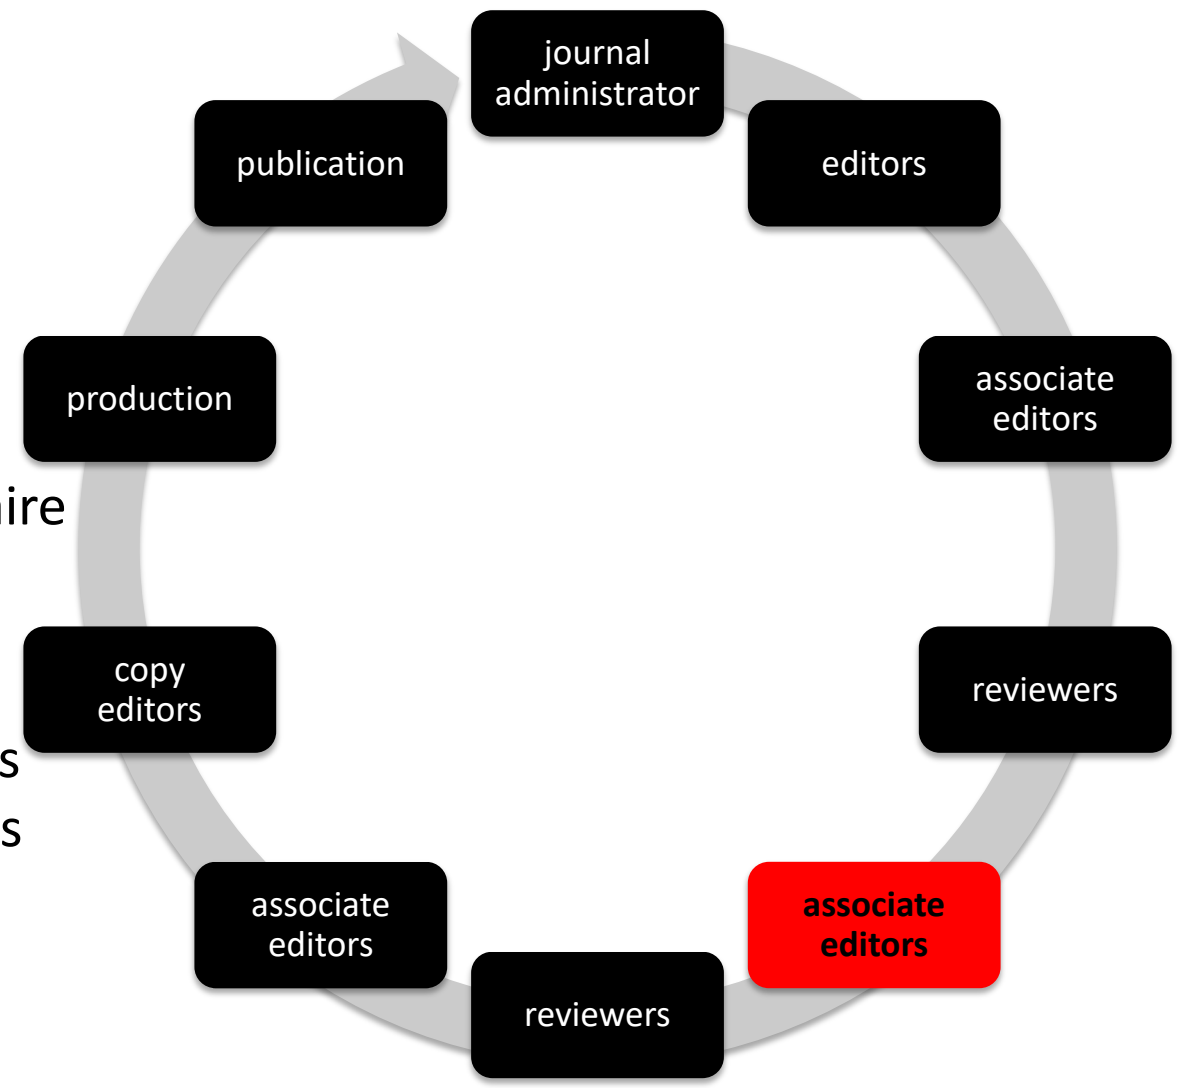 journal
administrator
editors
associate
editors
reviewers
associate
editors
reviewers
associate
editors
copy
editors
production
publication